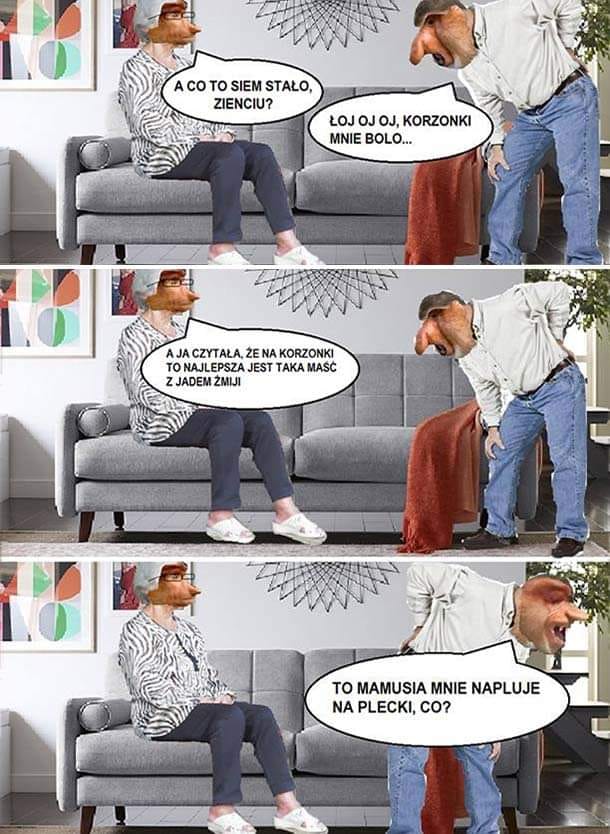 A CO TO SIEM STAŁO,
ZIENCIU?
ŁOJ OJ OJ, KORZONKI
MNIE BOLO...
A JA CZYTAŁA, ŻE NA KORZONKI
TO NAJLEPSZA JEST TAKA MAŚĆ
Z JADEM ŻMIJI
TO MAMUSIA MNIE NAPLUJE
NA PLECKI, CO?